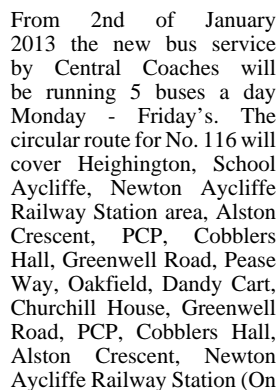 From 2nd of January
2013 the new bus service
by Central Coaches will
be running 5 buses a day
Monday - Friday's. The
circular route for No. 116 will
cover Heighington, School
Aycliffe, Newton Aycliffe
Railway Station area, Alston
Crescent, PCP, Cobblers
Hall, Greenwell Road, Pease
Way, Oakfield, Dandy Cart,
Churchill House, Greenwell
Road, PCP, Cobblers Hall,
Alston Crescent, Newton
Aycliffe Railway Station (On